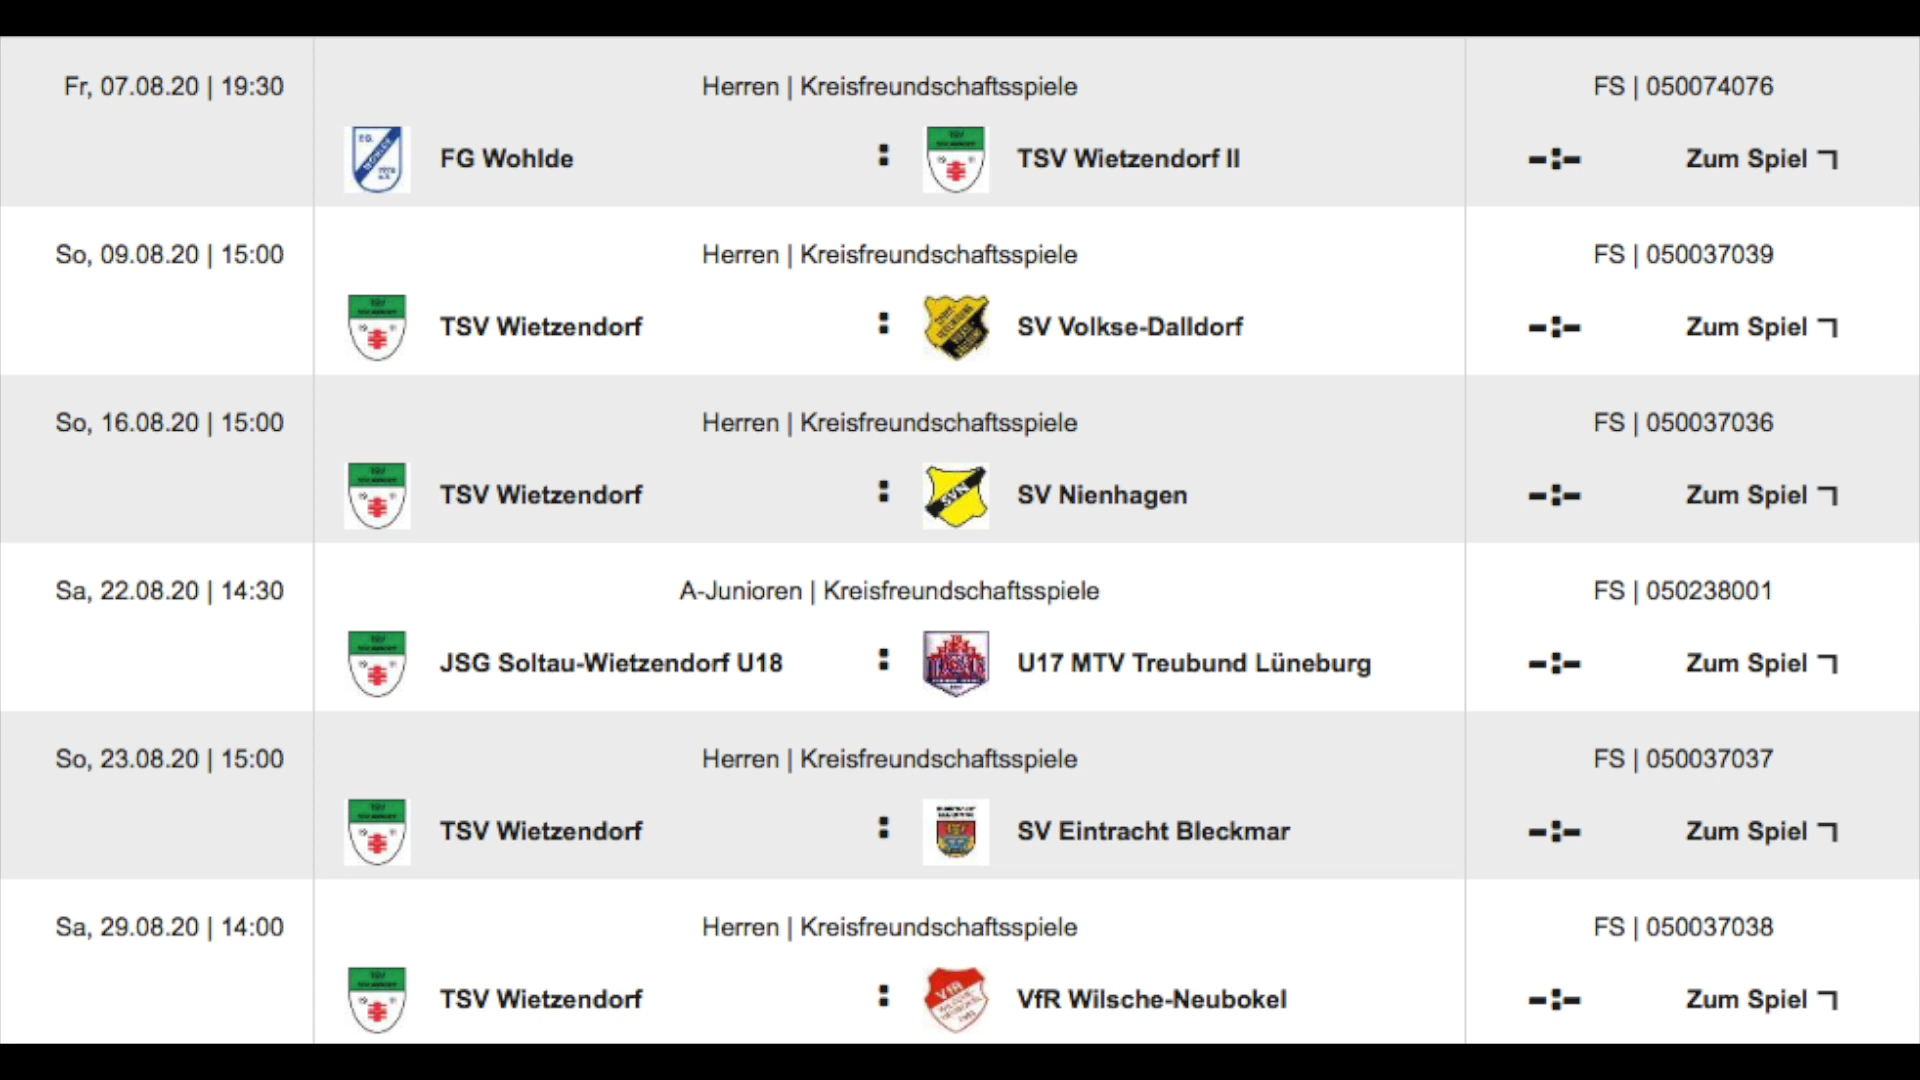 Fr, 07.08.20 | 19:30
Herren | Kreisfreundschaftsspiele
FS | 050074076
FG Wohlde : TSV Wietzendorf II -:- Zum Spiel
So, 09.08.20 | 15:00
Herren | Kreisfreundschaftsspiele
FS | 050037039
TSV Wietzendorf : SV Volkse-Dalldorf -:- Zum Spiel
So, 16.08.20 | 15:00
Herren | Kreisfreundschaftsspiele
FS | 050037036
TSV Wietzendorf : SVN SV Nienhagen -:- Zum Spiel
Sa, 22.08.20 | 14:30
A-Junioren | Kreisfreundschaftsspiele
FS | 050238001
JSG Soltau-Wietzendorf U18 : U17 MTV Treubund Lüneburg -:- Zum Spiel
So, 23.08.20 | 15:00
Herren | Kreisfreundschaftsspiele
FS | 050037037
TSV Wietzendorf : SV Eintracht Bleckmar -:- Zum Spiel
Sa, 29.08.20 | 14:00
Herren | Kreisfreundschaftsspiele
FS | 050037038
TSV Wietzendorf : VfR VfR Wilsche-Neubokel -:- Zum Spiel